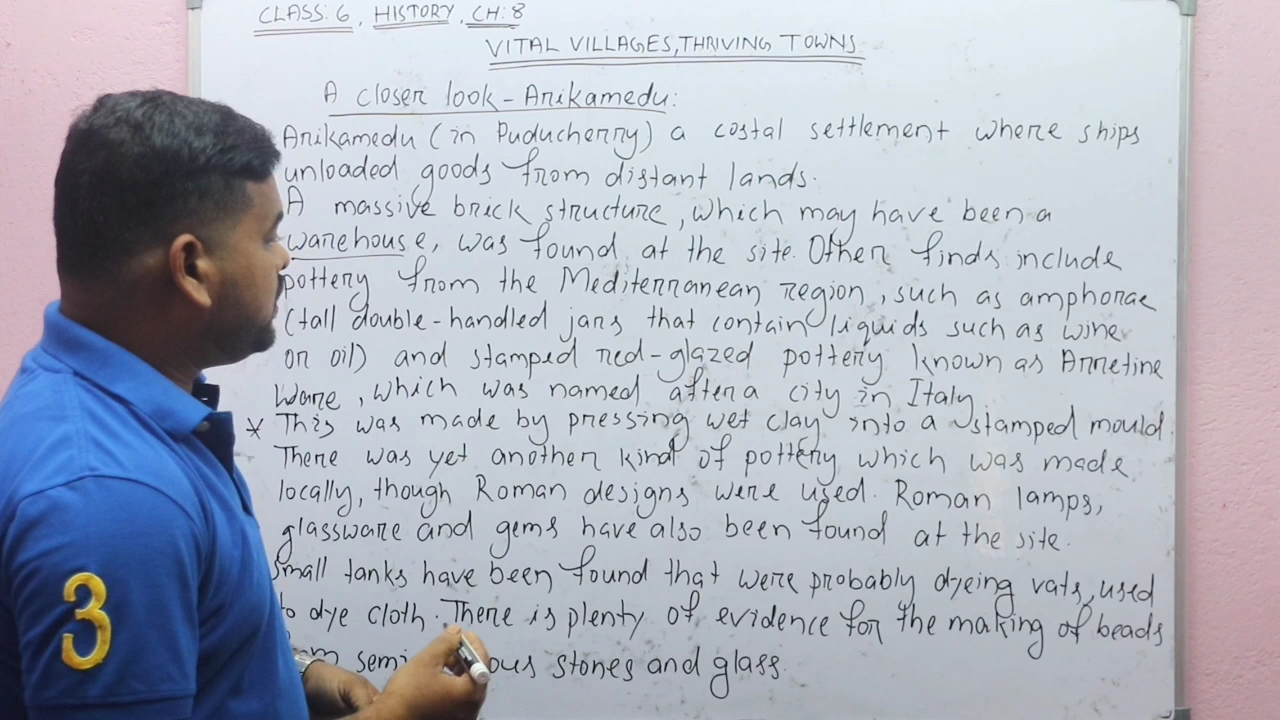 CLASS: 6, HISTORY, CH: 8
VITAL VILLAGES, THRIVING TOWNS
A closer look - Arikamedu:
Arikamedu (in Puducherry) a costal settlement where ships
unloaded goods from distant lands.
A massive brick structure, which may have been a
warehouse, was found at the site. Other finds include
pottery from the Mediterranean region, such as amphorae
(tall double-handled jars that contain liquids such as wine
or oil) and stamped red-glazed pottery known as Arretine
Ware, which was named after a city in Italy
* This was made by pressing wet clay into a stamped mould.
There was yet another kind of pottery which was made
locally, though Roman designs were used. Roman lamps,
glassware and gems have also been found at the site.
Small tanks have been found that were probably dyeing vats, used
to dye cloth. There is plenty of evidence for the making of beads
semi stones and glass.
3